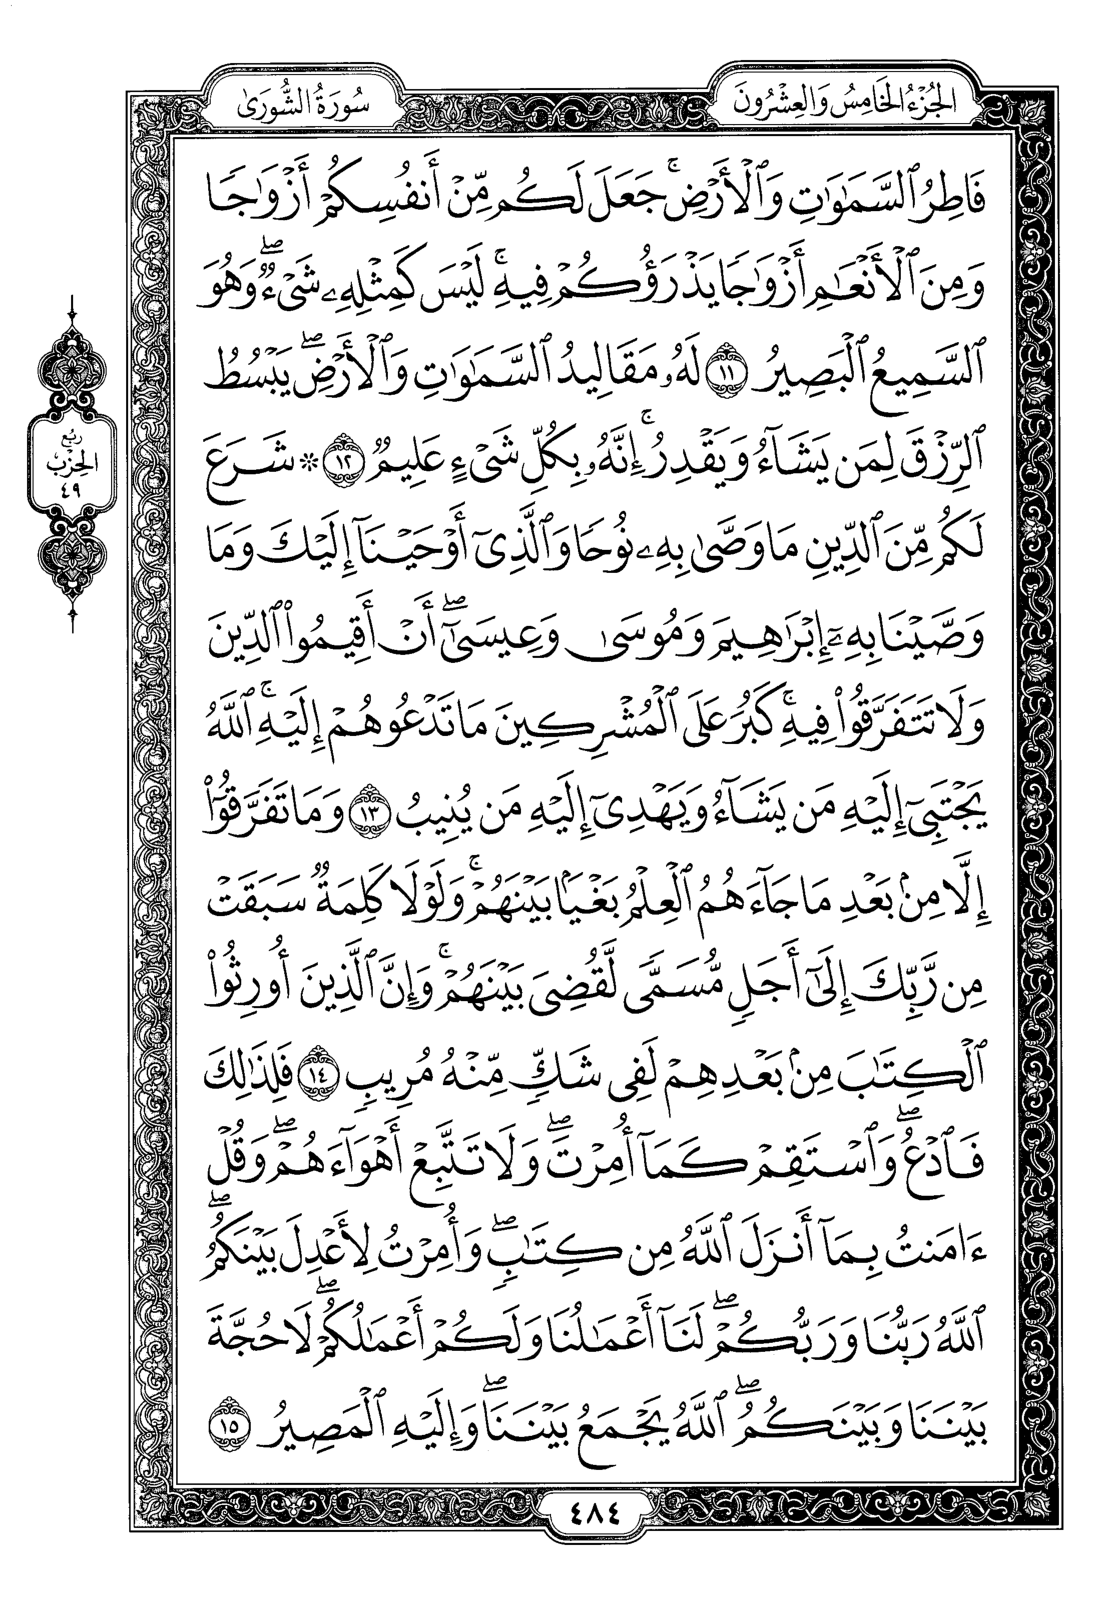 الجُزْءُ الخَامِسُ وَالعِشْرُونَ
سُورَةُ الشُّورَىٰ
فَاطِرُ ٱلسَّمَٰوَٰتِ وَٱلْأَرْضِۚ جَعَلَ لَكُم مِّنْ أَنفُسِكُمْ أَزْوَٰجًا
وَمِنَ ٱلْأَنْعَٰمِ أَزْوَٰجًا يَذْرَؤُكُمْ فِيهِۚ لَيْسَ كَمِثْلِهِۦ شَىْءٌۖ وَهُوَ
ٱلسَّمِيعُ ٱلْبَصِيرُ ١١ لَهُۥ مَقَالِيدُ ٱلسَّمَٰوَٰتِ وَٱلْأَرْضِۖ يَبْسُطُ
ٱلرِّزْقَ لِمَن يَشَآءُ وَيَقْدِرُۚ إِنَّهُۥ بِكُلِّ شَىْءٍ عَلِيمٌ ١٢ * شَرَعَ
لَكُم مِّنَ ٱلدِّينِ مَا وَصَّىٰ بِهِۦ نُوحًا وَٱلَّذِىٓ أَوْحَيْنَآ إِلَيْكَ وَمَا
وَصَّيْنَا بِهِۦٓ إِبْرَٰهِيمَ وَمُوسَىٰ وَعِيسَىٰٓۖ أَنْ أَقِيمُوا۟ ٱلدِّينَ
وَلَا تَتَفَرَّقُوا۟ فِيهِۚ كَبُرَ عَلَى ٱلْمُشْرِكِينَ مَا تَدْعُوهُمْ إِلَيْهِۚ ٱللَّهُ
يَجْتَبِىٓ إِلَيْهِ مَن يَشَآءُ وَيَهْدِىٓ إِلَيْهِ مَن يُنِيبُ ١٣ وَمَا تَفَرَّقُوٓا۟
إِلَّا مِنۢ بَعْدِ مَا جَآءَهُمُ ٱلْعِلْمُ بَغْيًۢا بَيْنَهُمْۚ وَلَوْلَا كَلِمَةٌ سَبَقَتْ
مِن رَّبِّكَ إِلَىٰٓ أَجَلٍ مُّسَمًّى لَّقُضِىَ بَيْنَهُمْۚ وَإِنَّ ٱلَّذِينَ أُورِثُوا۟
ٱلْكِتَٰبَ مِنۢ بَعْدِهِمْ لَفِى شَكٍّ مِّنْهُ مُرِيبٍ ١٤ فَلِذَٰلِكَ
فَٱدْعُۖ وَٱسْتَقِمْ كَمَآ أُمِرْتَۖ وَلَا تَتَّبِعْ أَهْوَآءَهُمْۖ وَقُلْ
ءَامَنتُ بِمَآ أَنزَلَ ٱللَّهُ مِن كِتَٰبٍۖ وَأُمِرْتُ لِأَعْدِلَ بَيْنَكُمُۖ
ٱللَّهُ رَبُّنَا وَرَبُّكُمْۖ لَنَآ أَعْمَٰلُنَا وَلَكُمْ أَعْمَٰلُكُمْۖ لَا حُجَّةَ
بَيْنَنَا وَبَيْنَكُمُۖ ٱللَّهُ يَجْمَعُ بَيْنَنَاۖ وَإِلَيْهِ ٱلْمَصِيرُ ١٥
رُبُع
الحِزْب
٤٩
٤٨٤